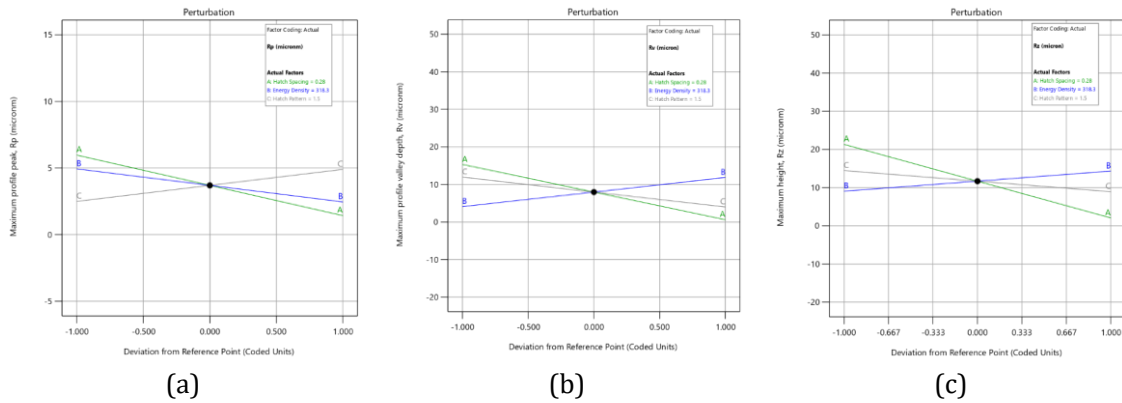 Perturbation
Factor Coding: Actual
Rp (micronm)
Actual Factors
A: Hatch Spacing = 0.28
B: Energy Density = 318.3
C: Hatch Pattern = 1.5
Maximum profile peak, Rp (micronm)
15
10
5
0
-5
A
B
C
C
B
A
-1.000
-0.500
0.000
0.500
1.000
Deviation from Reference Point (Coded Units)
(a)
Perturbation
Factor Coding: Actual
Rv (micron)
Actual Factors
A: Hatch Spacing = 0.28
B: Energy Density = 318.3
C: Hatch Pattern = 1.5
Maximum profile valley depth, Rv (micronm)
50
40
30
20
10
0
-10
-20
A
C
B
B
C
A
-1.000
-0.500
0.000
0.500
1.000
Deviation from Reference Point (Coded Units)
(b)
Perturbation
Factor Coding: Actual
Rz (micronm)
Actual Factors
A: Hatch Spacing = 0.28
B: Energy Density = 318.3
C: Hatch Pattern = 1.5
Maximum height, Rz (micronm)
50
40
30
20
10
0
-10
-20
A
C
B
B
C
A
-1.000
-0.667
-0.333
0.000
0.333
0.667
1.000
Deviation from Reference Point (Coded Units)
(c)